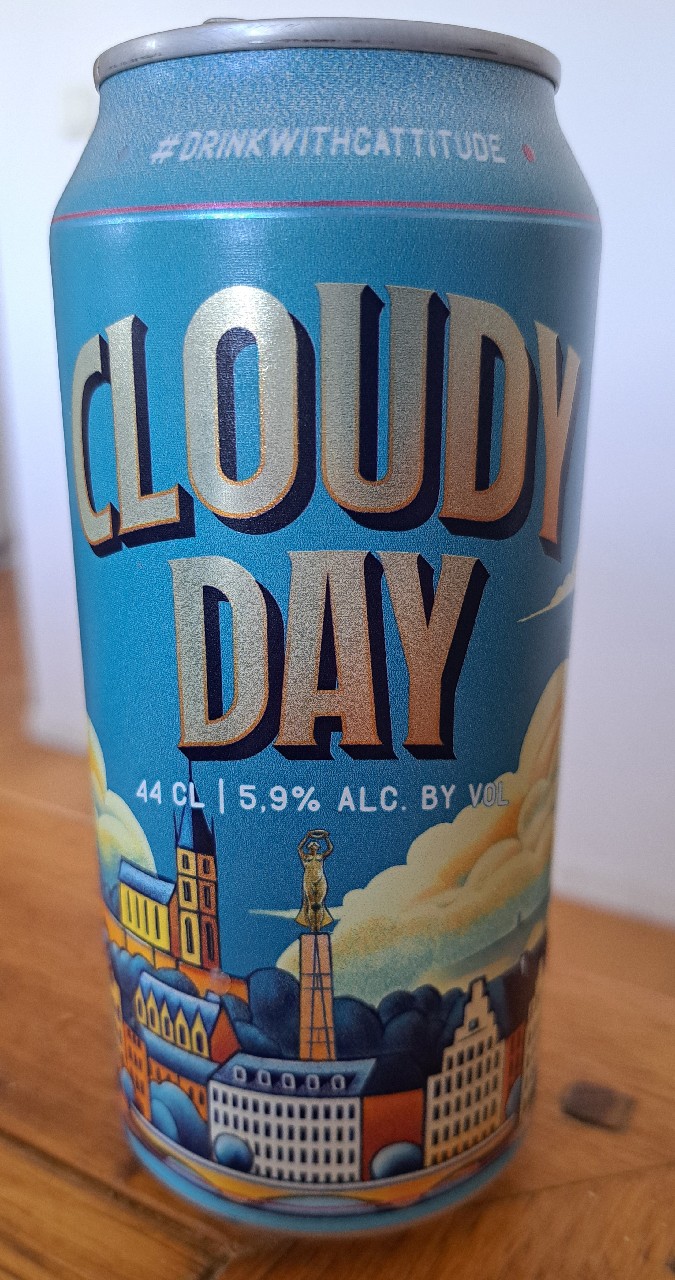 #DRINKWITHCATTITUDE
CLOUDY
DAY
44 CL | 5,9% ALC. BY VOL